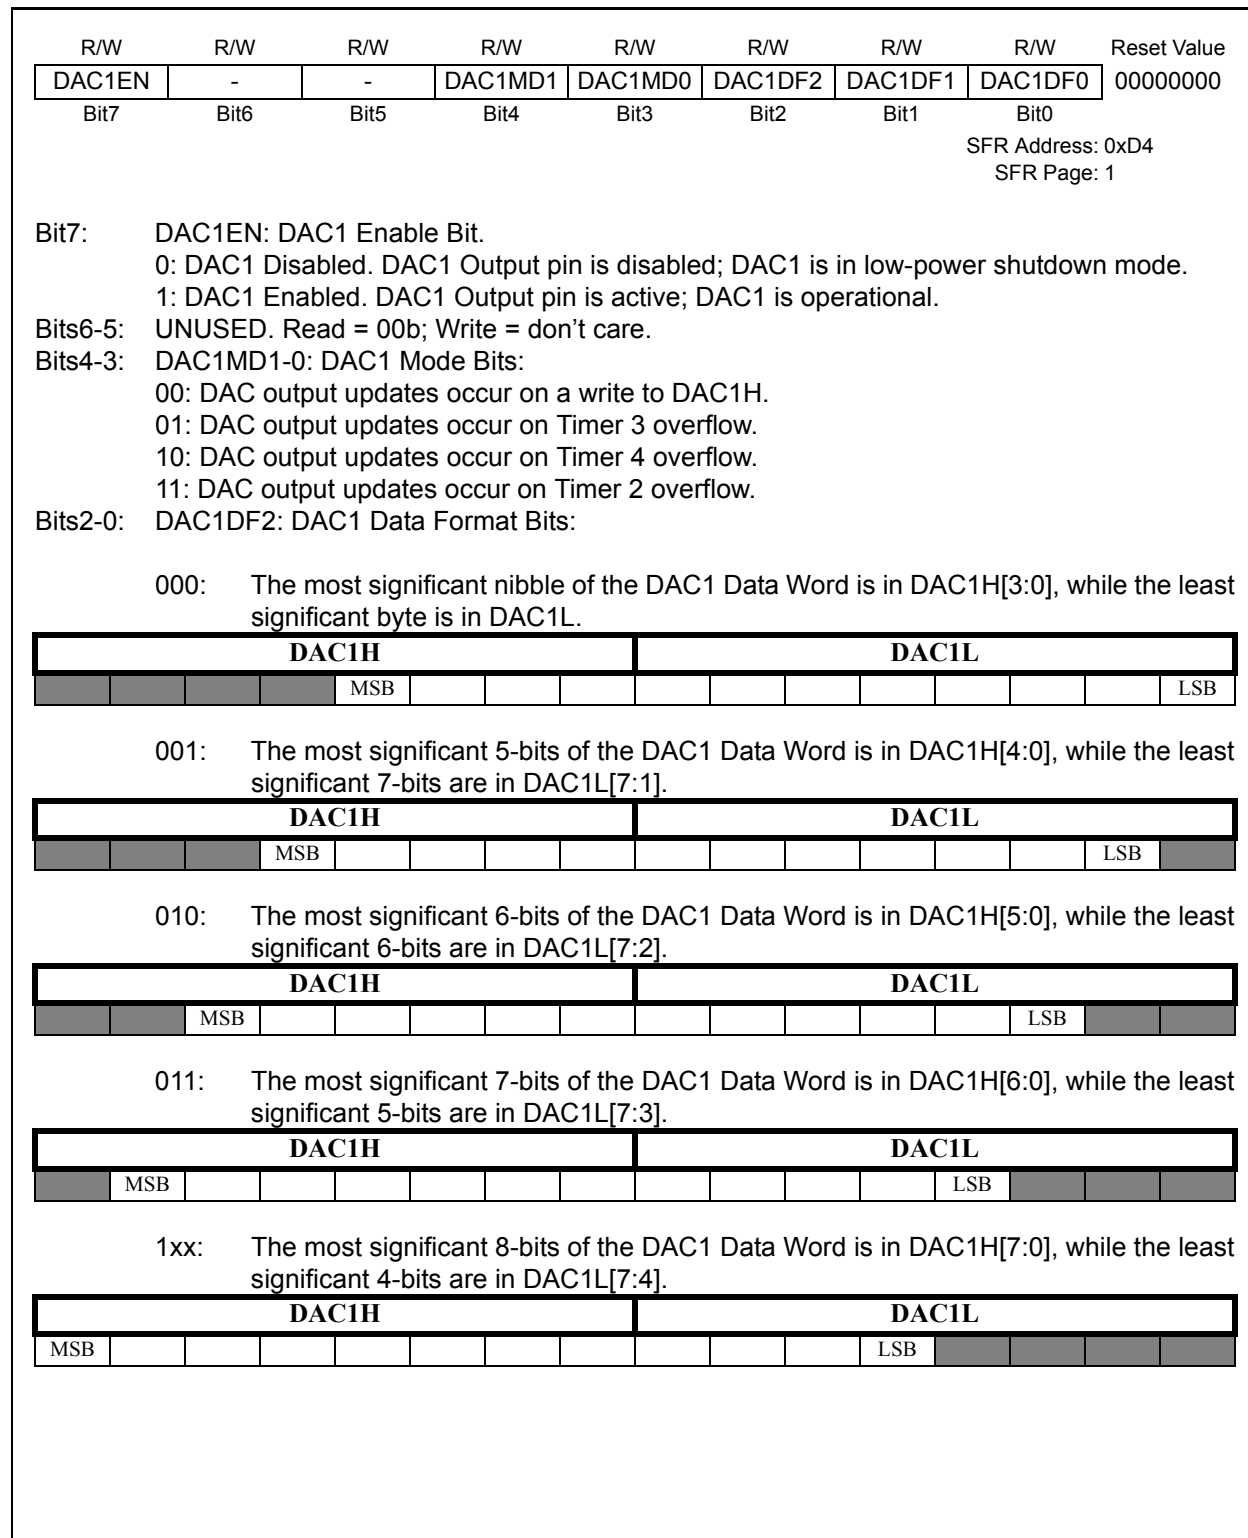 R/W R/W R/W R/W R/W R/W R/W R/W Reset Value
DAC1EN - - DAC1MD1 DAC1MD0 DAC1DF2 DAC1DF1 DAC1DF0 00000000
Bit7 Bit6 Bit5 Bit4 Bit3 Bit2 Bit1 Bit0
SFR Address: 0xD4
SFR Page: 1
Bit7: DAC1EN: DAC1 Enable Bit.
0: DAC1 Disabled. DAC1 Output pin is disabled; DAC1 is in low-power shutdown mode.
1: DAC1 Enabled. DAC1 Output pin is active; DAC1 is operational.
Bits6-5: UNUSED. Read = 00b; Write = don’t care.
Bits4-3: DAC1MD1-0: DAC1 Mode Bits:
00: DAC output updates occur on a write to DAC1H.
01: DAC output updates occur on Timer 3 overflow.
10: DAC output updates occur on Timer 4 overflow.
11: DAC output updates occur on Timer 2 overflow.
Bits2-0: DAC1DF2: DAC1 Data Format Bits:
000: The most significant nibble of the DAC1 Data Word is in DAC1H[3:0], while the least
significant byte is in DAC1L.
DAC1H DAC1L
MSB LSB
001: The most significant 5-bits of the DAC1 Data Word is in DAC1H[4:0], while the least
significant 7-bits are in DAC1L[7:1].
DAC1H DAC1L
MSB LSB
010: The most significant 6-bits of the DAC1 Data Word is in DAC1H[5:0], while the least
significant 6-bits are in DAC1L[7:2].
DAC1H DAC1L
MSB LSB
011: The most significant 7-bits of the DAC1 Data Word is in DAC1H[6:0], while the least
significant 5-bits are in DAC1L[7:3].
DAC1H DAC1L
MSB LSB
1xx: The most significant 8-bits of the DAC1 Data Word is in DAC1H[7:0], while the least
significant 4-bits are in DAC1L[7:4].
DAC1H DAC1L
MSB LSB